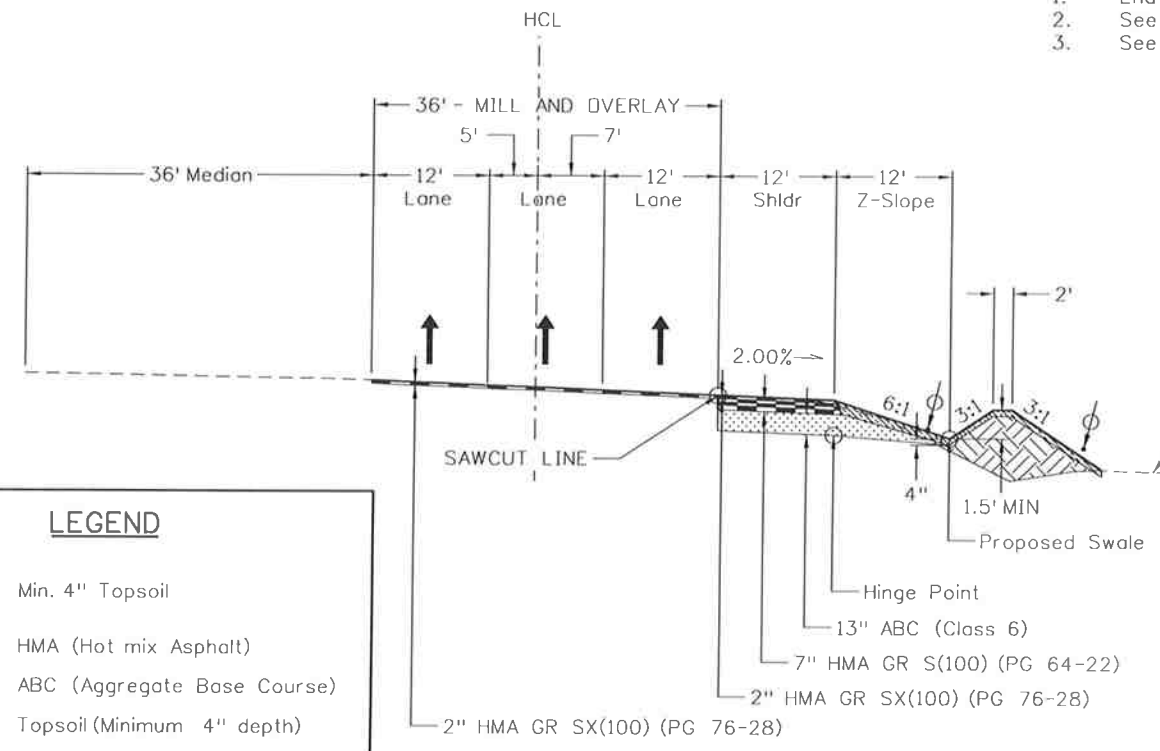 1.
2. See
3. See
HCL
36' - MILL AND OVERLAY
5'
7'
36' Median
12'
Lane
Lane
12'
Lane
12'
Shldr
12'
Z-Slope
2'
2.00%
6:1
3:1
3:1
SAWCUT LINE
4"
1.5' MIN
Proposed Swale
Hinge Point
13" ABC (Class 6)
7" HMA GR S(100) (PG 64-22)
2" HMA GR SX(100) (PG 76-28)
2" HMA GR SX(100) (PG 76-28)
LEGEND
Min. 4" Topsoil
HMA (Hot mix Asphalt)
ABC (Aggregate Base Course)
Topsoil (Minimum 4" depth)